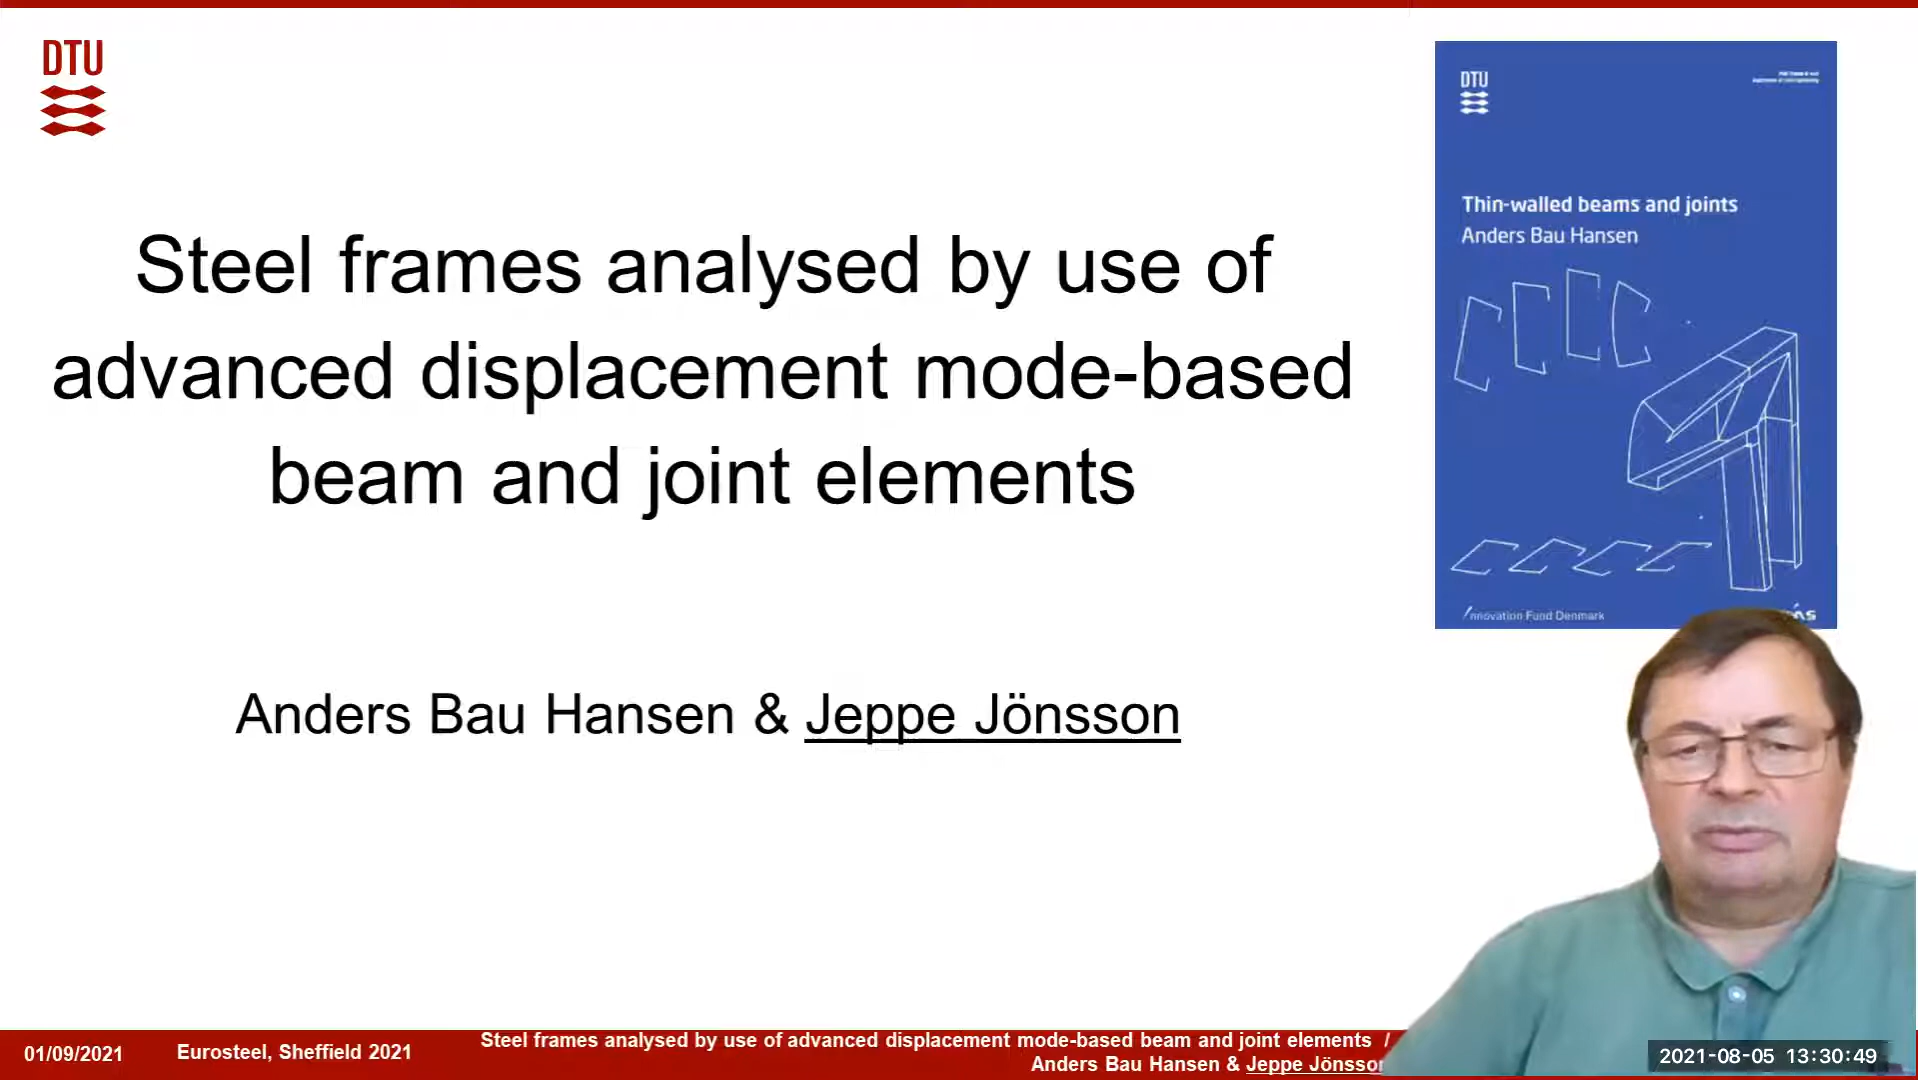 DTU
DTU
Thin-walled beams and joints
Anders Bau Hansen
Innovation Fund Denmark
Steel frames analysed by use of
advanced displacement mode-based
beam and joint elements
Anders Bau Hansen & Jeppe Jönsson
01/09/2021
Eurosteel, Sheffield 2021
Steel frames analysed by use of advanced displacement mode-based beam and joint elements /
Anders Bau Hansen & Jeppe Jönsson
2021-08-05 13:30:49